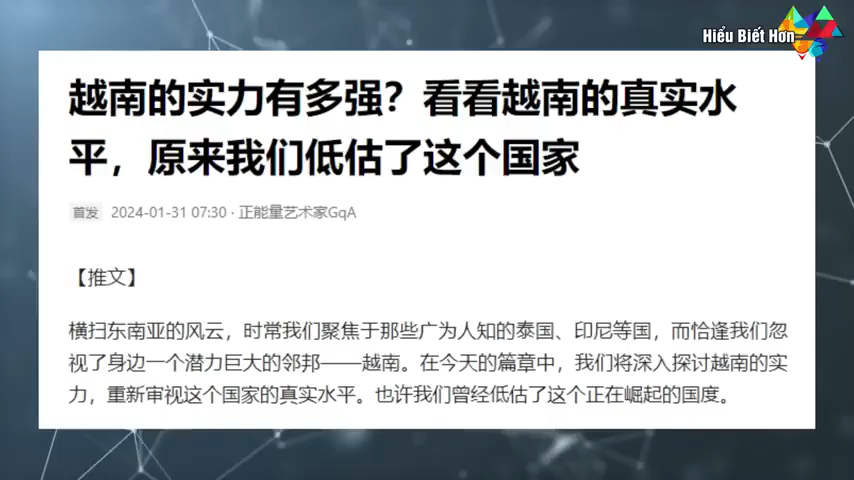 Hiểu Biết Hơn
越南的实力有多强？看看越南的真实水
平，原来我们低估了这个国家
首发 2024-01-31 07:30 · 正能量艺术家GqA
【推文】
横扫东南亚的风云，时常我们聚焦于那些广为人知的泰国、印尼等国，而恰逢我们忽
视了身边一个潜力巨大的邻邦——越南。在今天的篇章中，我们将深入探讨越南的实
力，重新审视这个国家的真实水平。也许我们曾经低估了这个正在崛起的国度。